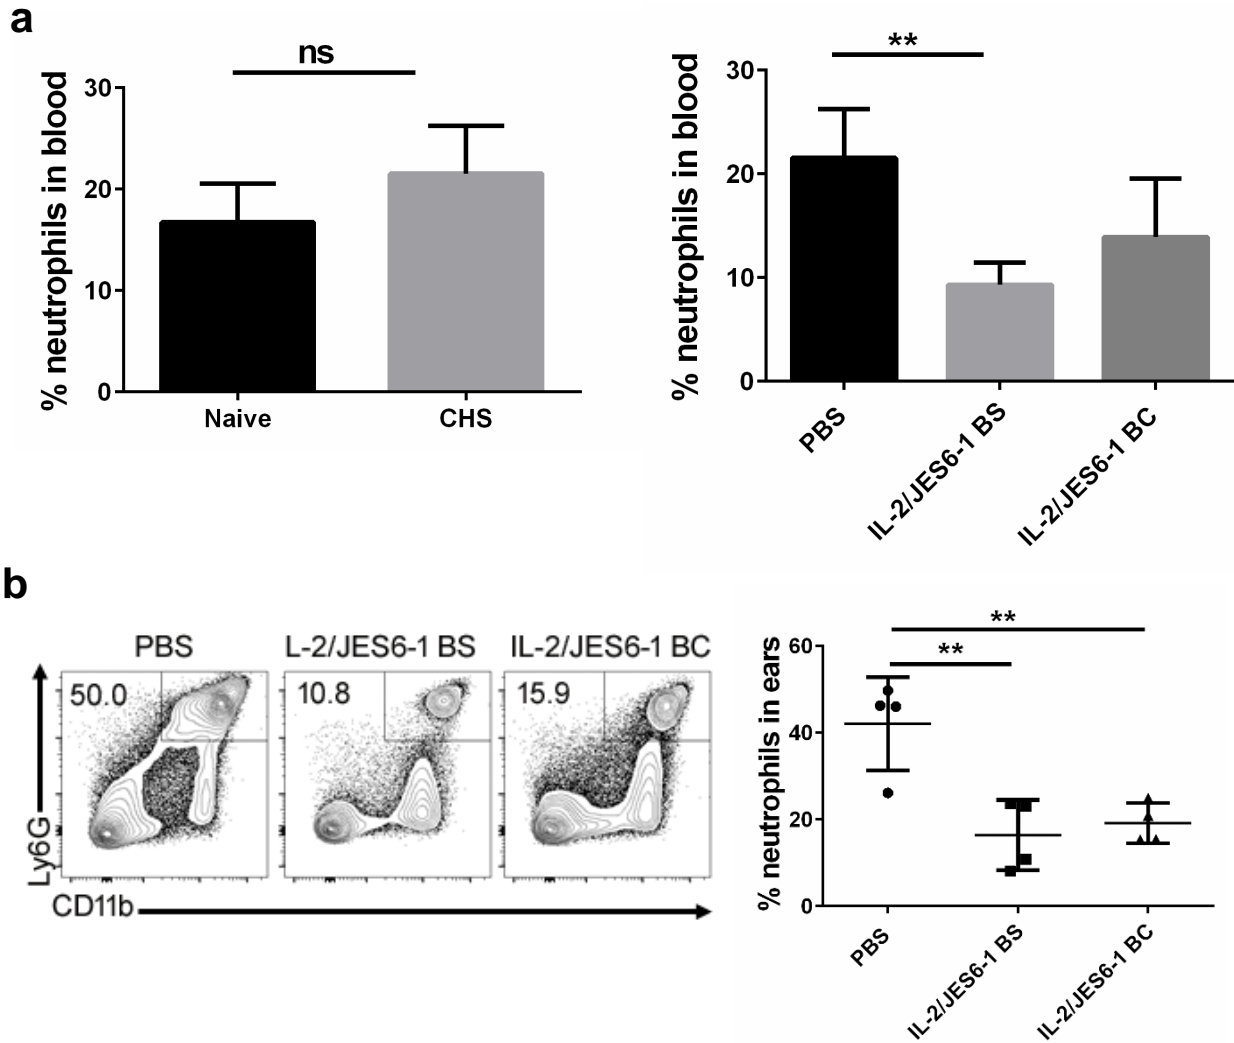 a
ns
% neutrophils in blood
30
20
10
0
Naive
CHS
**
% neutrophils in blood
30
20
10
0
PBS
IL-2/JES6-1 BS
IL-2/JES6-1 BC
b
PBS
L-2/JES6-1 BS
IL-2/JES6-1 BC
50.0
10.8
15.9
Ly6G
CD11b
**
**
% neutrophils in ears
60
40
20
0
PBS
IL-2/JES6-1 BS
IL-2/JES6-1 BC